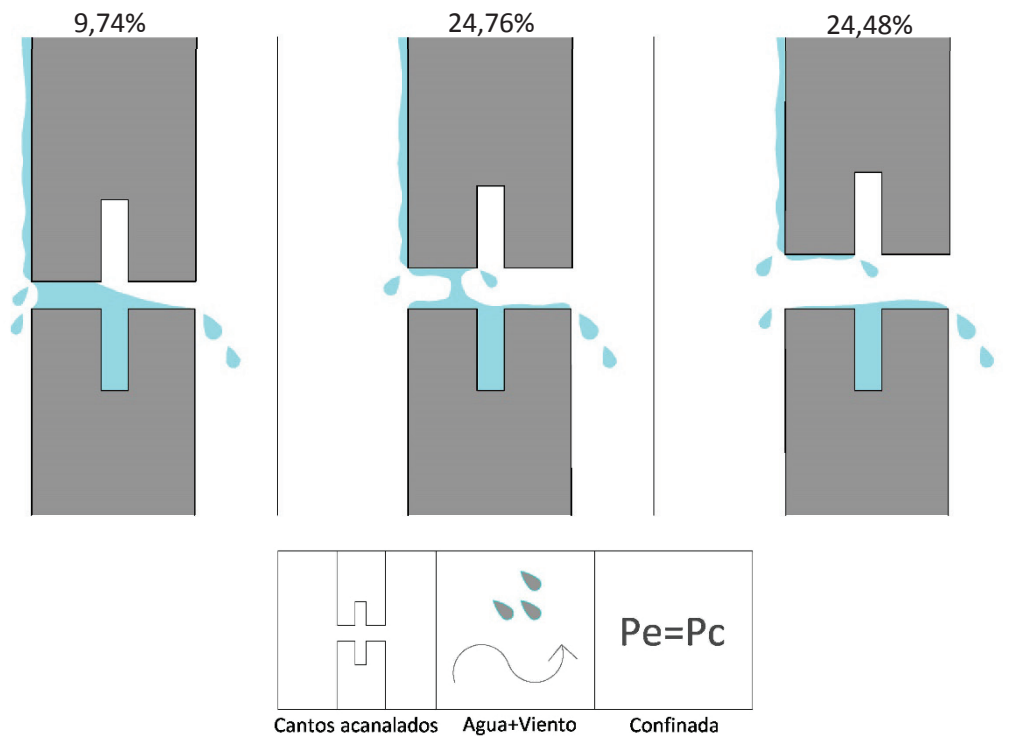 9,74%
24,76%
24,48%
Pe=Pc
Cantos acanalados
Agua+Viento
Confinada